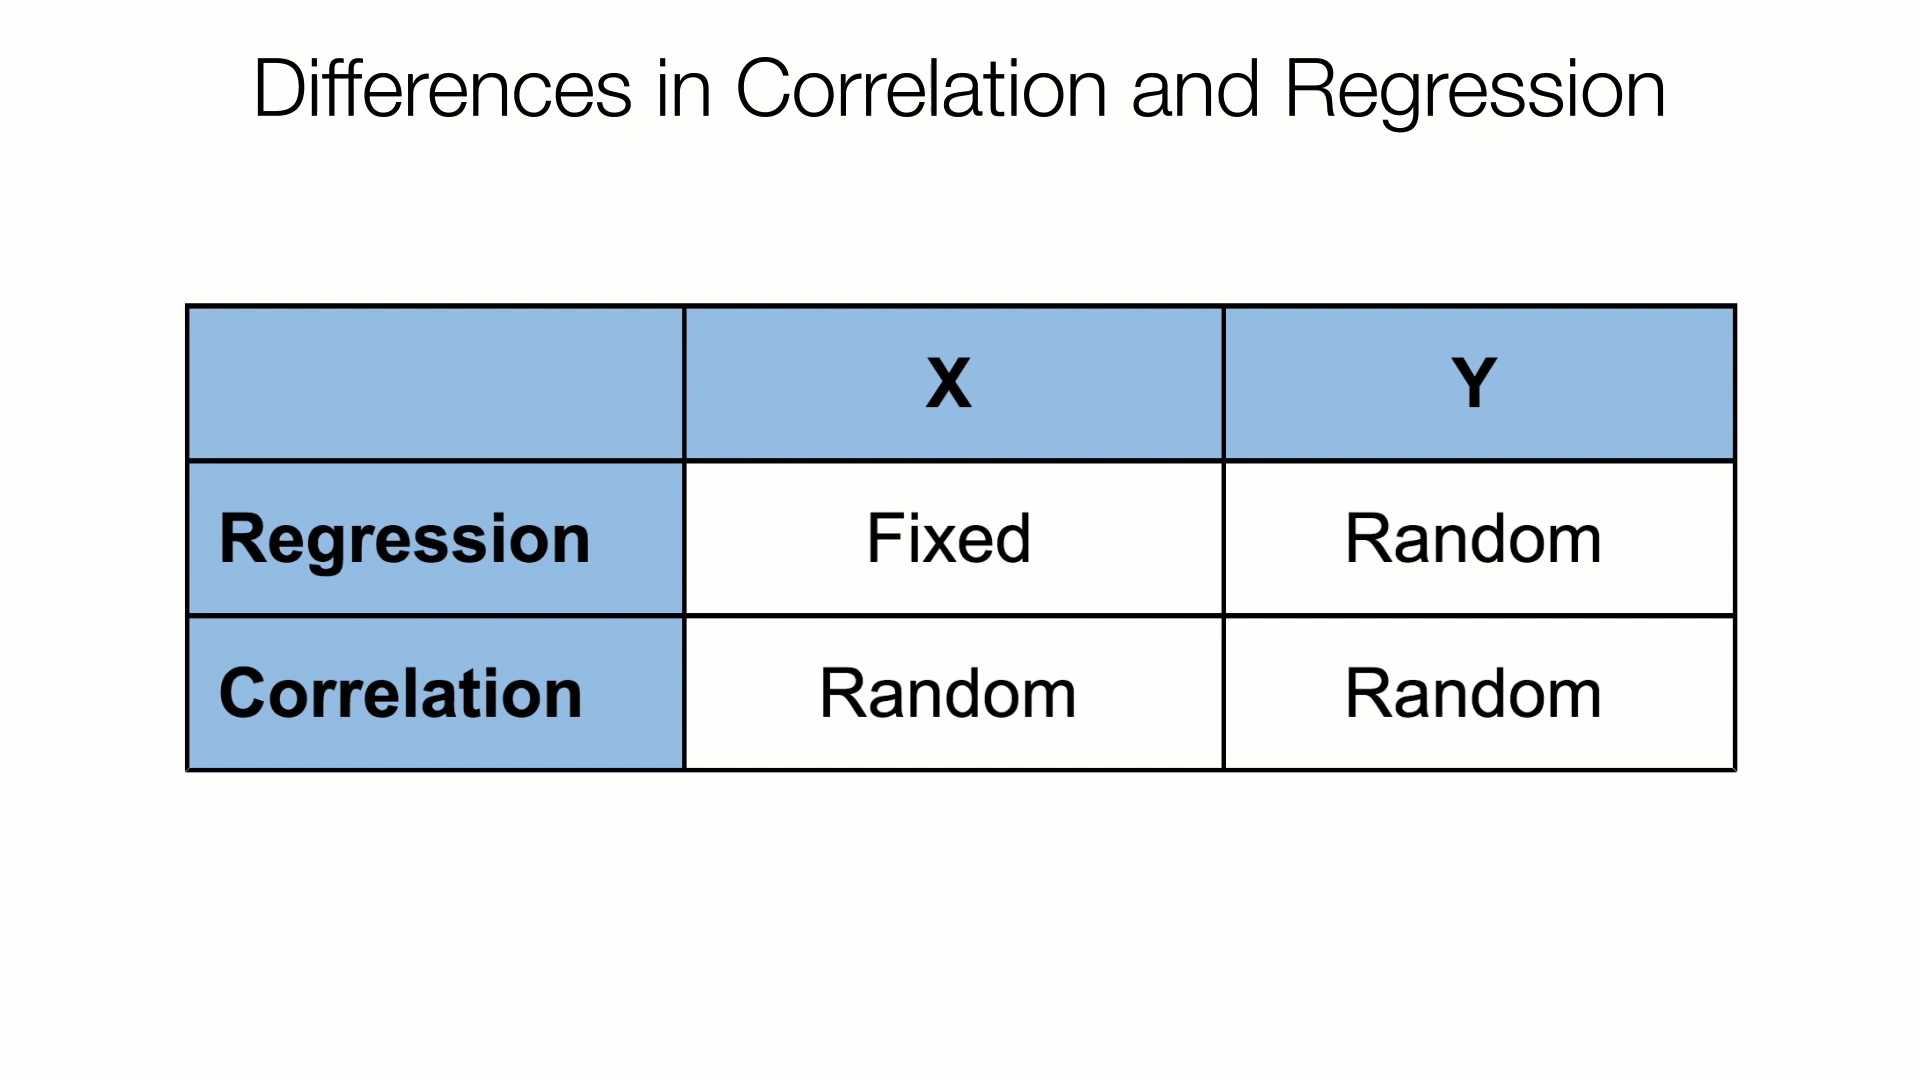 Differences in Correlation and Regression
X Y
Regression Fixed Random
Correlation Random Random